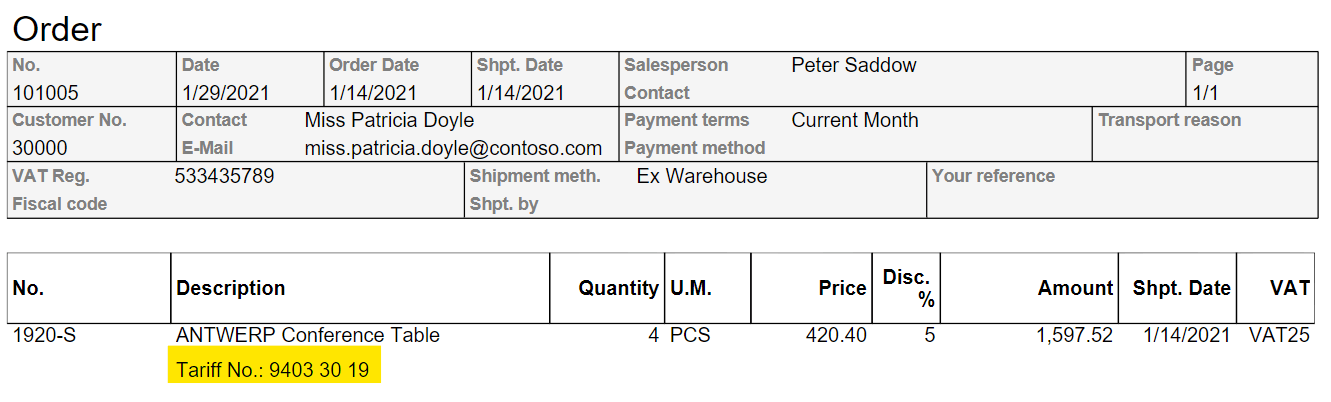 Order
No. Date Order Date Shpt. Date Salesperson Peter Saddow Page
101005 1/29/2021 1/14/2021 1/14/2021 Contact 1/1
Customer No. Contact Miss Patricia Doyle Payment terms Current Month Transport reason
30000 E-Mail miss.patricia.doyle@contoso.com Payment method
VAT Reg. 533435789 Shipment meth. Ex Warehouse Your reference
Fiscal code Shpt. by
No. Description Quantity U.M. Price Disc. % Amount Shpt. Date VAT
1920-S ANTWERP Conference Table 4 PCS 420.40 5 1,597.52 1/14/2021 VAT25
Tariff No.: 9403 30 19